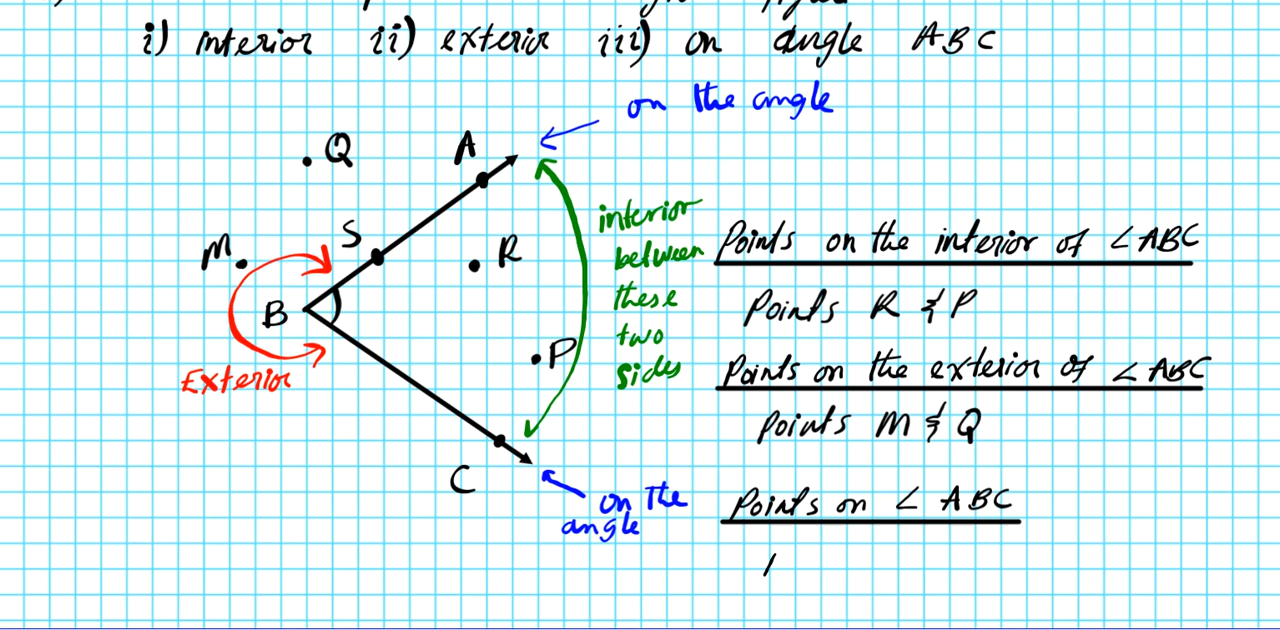 i) interior ii) exterior iii) on angle ABC
on the angle
Q
A
S
M
R
B
P
C
Exterior
interior
between
these
two
sides
on the
angle
Points on the interior of ∠ABC
Points R & P
Points on the exterior of ∠ABC
Points M & Q
Points on ∠ ABC